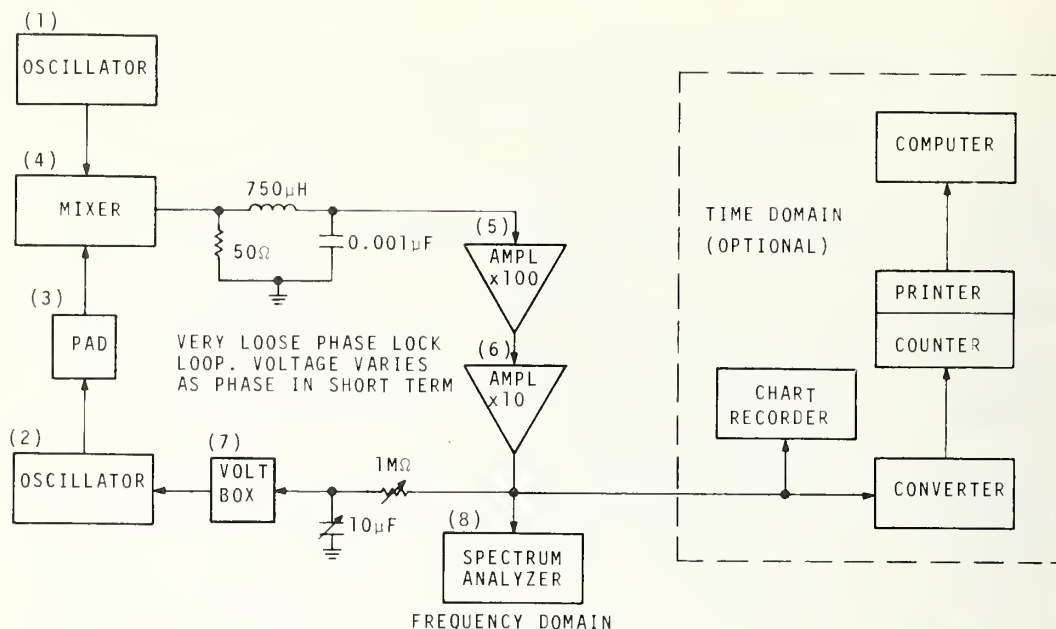 (1)
OSCILLATOR
(4)
MIXER
750µH
50Ω
0.001µF
(3)
PAD
VERY LOOSE PHASE LOCK
LOOP. VOLTAGE VARIES
AS PHASE IN SHORT TERM
(2)
OSCILLATOR
(7)
VOLT
BOX
1MΩ
10µF
(5)
AMPL
x100
(6)
AMPL
x10
(8)
SPECTRUM
ANALYZER
FREQUENCY DOMAIN
TIME DOMAIN
(OPTIONAL)
COMPUTER
PRINTER
COUNTER
CHART
RECORDER
CONVERTER